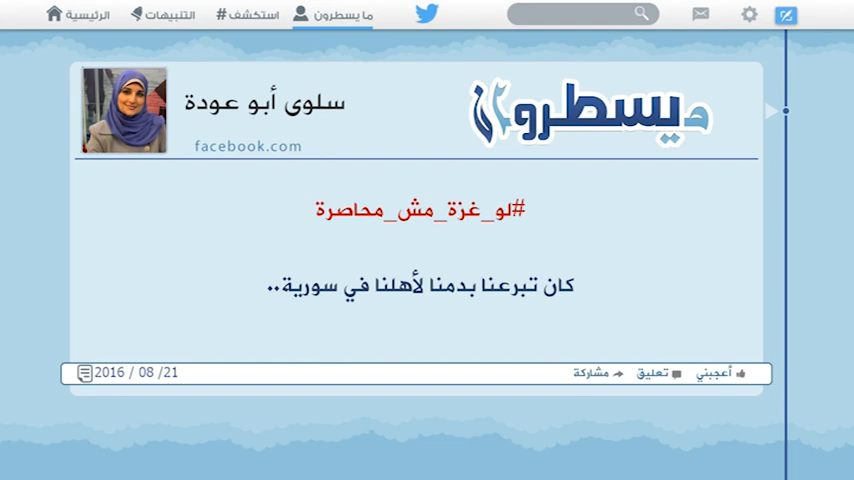 الرئيسية التنبيهات استكشف# ما يسطرون
يسطرون
سلوى أبو عودة
facebook.com
#لو_غزة_مش_محاصرة
كان تبرعنا بدمنا لأهلنا في سورية..
أعجبني تعليق مشاركة 2016 / 08 /21